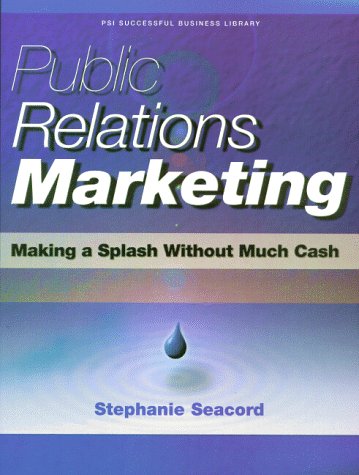 PSI SUCCESSFUL BUSINESS LIBRARY
Public
Relations
Marketing
Making a Splash Without Much Cash
Stephanie Seacord